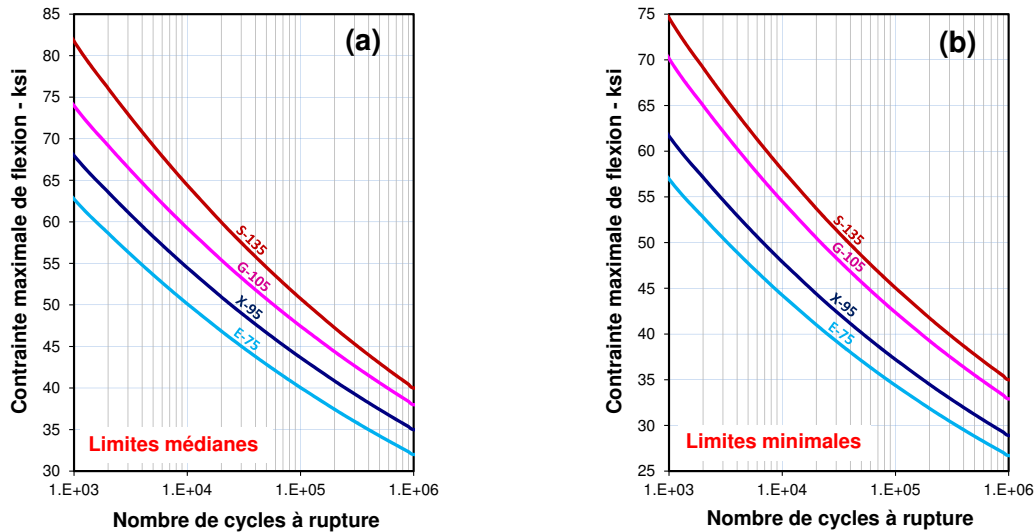 (a)
Contrainte maximale de flexion - ksi
85
80
75
70
65
60
55
50
45
40
35
30
S-135
G-105
X-95
E-75
Limites médianes
1.E+03 1.E+04 1.E+05 1.E+06
Nombre de cycles à rupture
(b)
Contrainte maximale de flexion - ksi
75
70
65
60
55
50
45
40
35
30
25
S-135
G-105
X-95
E-75
Limites minimales
1.E+03 1.E+04 1.E+05 1.E+06
Nombre de cycles à rupture